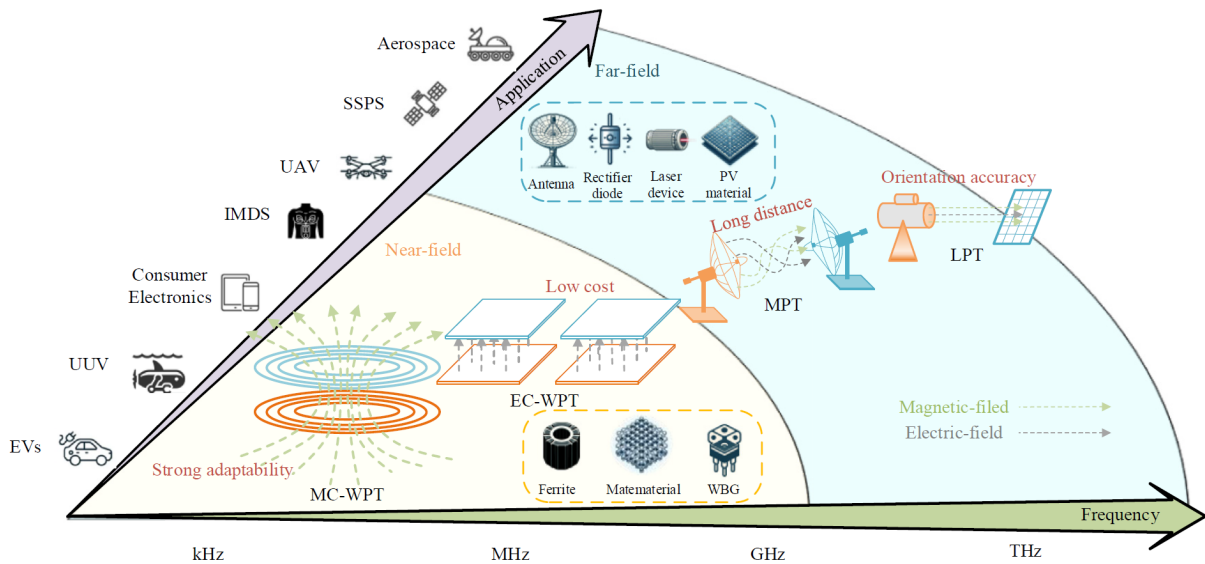 Aerospace
SSPS
UAV
IMDS
Consumer
Electronics
UUV
EVs
Application
Far-field
Antenna
Rectifier
diode
Laser
device
PV
material
Orientation accuracy
Long distance
LPT
MPT
Near-field
Low cost
EC-WPT
Strong adaptability
MC-WPT
Ferrite
Matematerial
WBG
Magnetic-filed
Electric-field
Frequency
kHz
MHz
GHz
THz